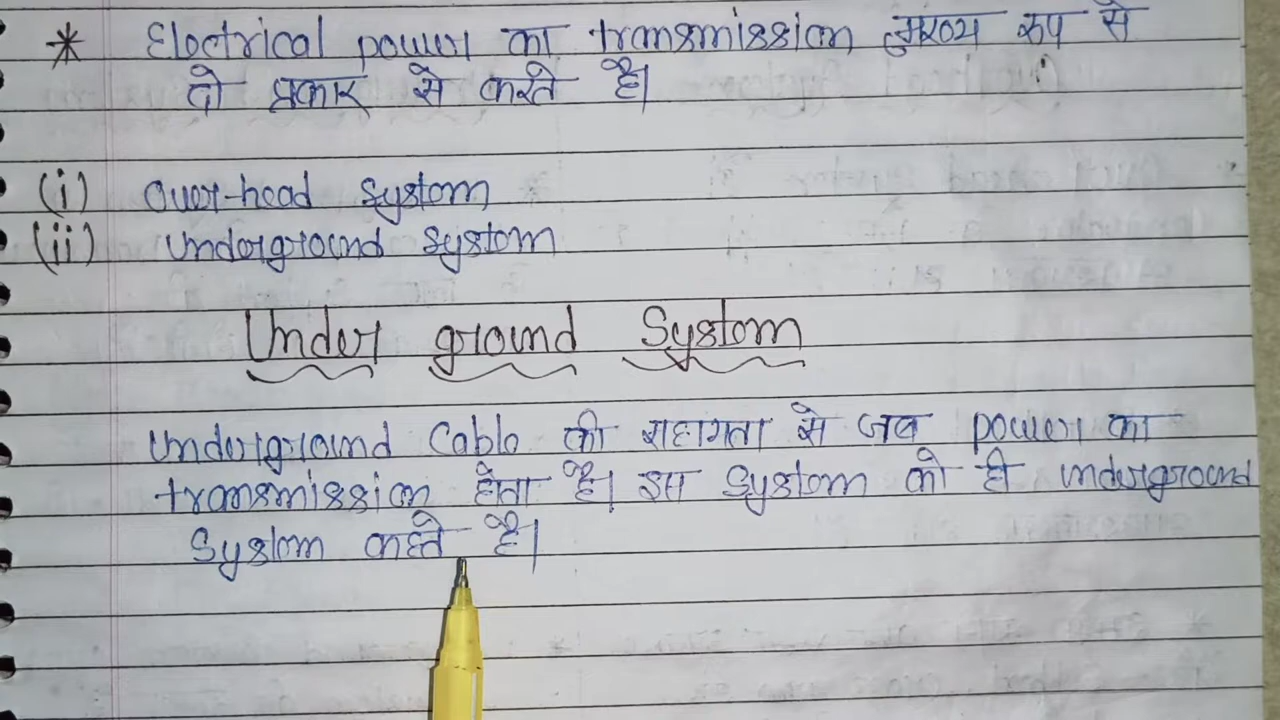 * Electrical power का transmission मुख्य रूप से
दो प्रकार से करते है।
(i) over-head system
(ii) underground system
Under ground System
underground Cable की सहायता से जब power का
transmission होता है। इस system को ही underground
system कहते है।